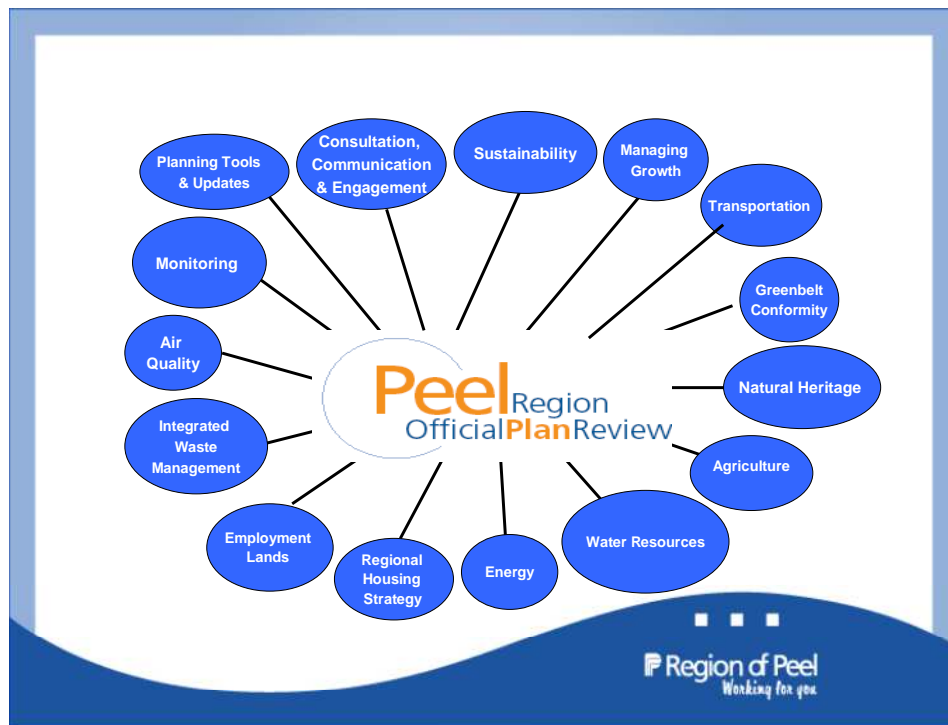 Planning Tools
& Updates
Consultation,
Communication
& Engagement
Sustainability
Managing
Growth
Transportation
Monitoring
Greenbelt
Conformity
Air
Quality
Natural Heritage
Peel Region
Official Plan Review
Integrated
Waste
Management
Agriculture
Employment
Lands
Regional
Housing
Strategy
Energy
Water Resources
Region of Peel
Working for you